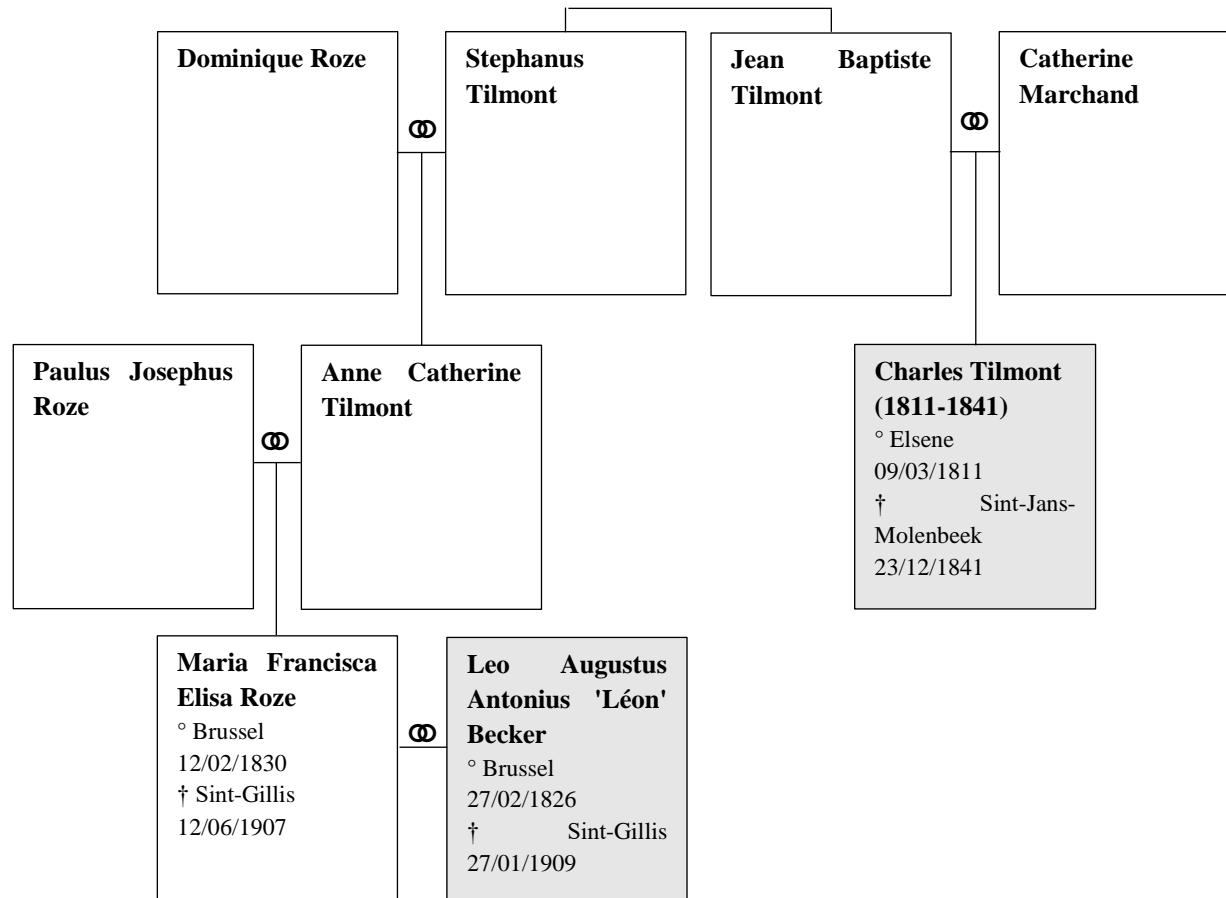 Dominique Roze
Stephanus
Tilmont
Jean Baptiste
Tilmont
Catherine
Marchand
Paulus Josephus
Roze
Anne Catherine
Tilmont
Charles Tilmont
(1811-1841)
° Elsene
09/03/1811
† Sint-Jans-
Molenbeek
23/12/1841
Maria Francisca
Elisa Roze
° Brussel
12/02/1830
† Sint-Gillis
12/06/1907
Leo Augustus
Antonius 'Léon'
Becker
° Brussel
27/02/1826
† Sint-Gillis
27/01/1909